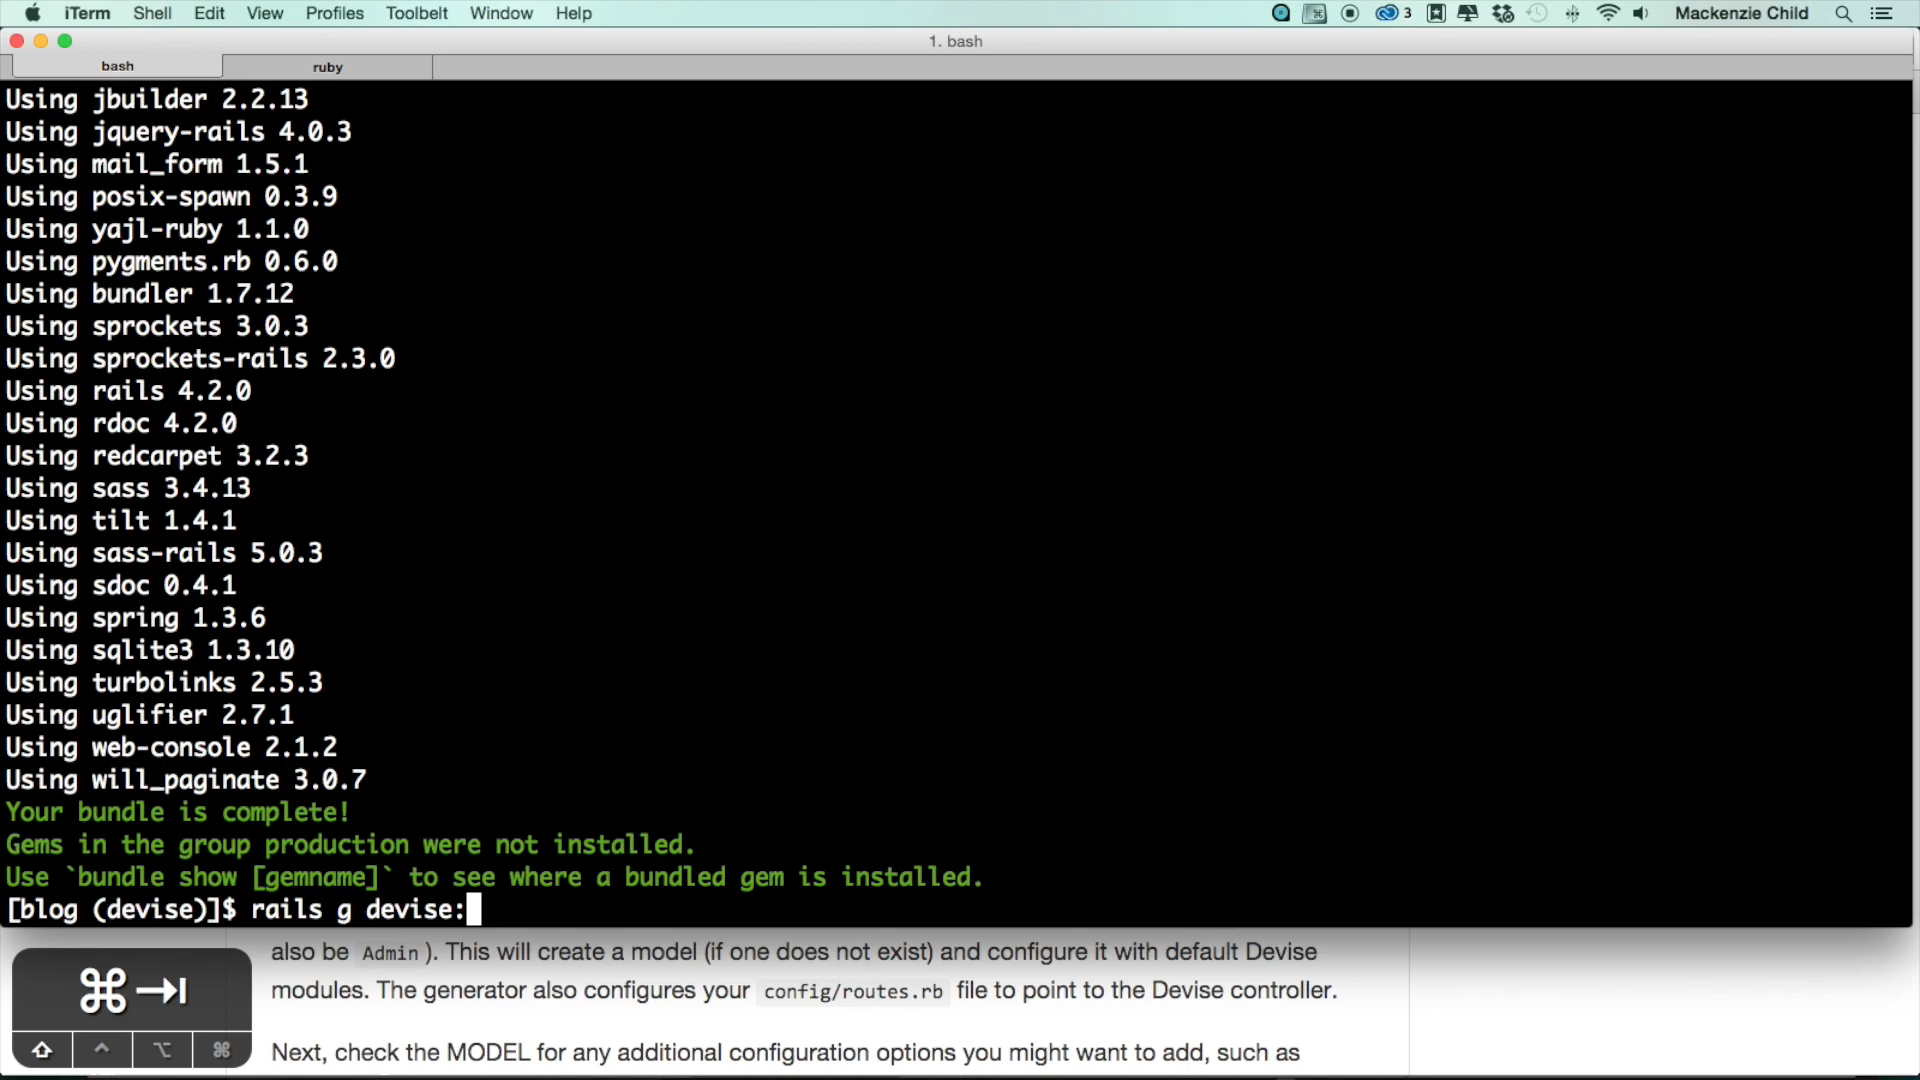 iTerm Shell Edit View Profiles Toolbelt Window Help 3 Mackenzie Child
1. bash
bash ruby
Using jbuilder 2.2.13
Using jquery-rails 4.0.3
Using mail_form 1.5.1
Using posix-spawn 0.3.9
Using yajl-ruby 1.1.0
Using pygments.rb 0.6.0
Using bundler 1.7.12
Using sprockets 3.0.3
Using sprockets-rails 2.3.0
Using rails 4.2.0
Using rdoc 4.2.0
Using redcarpet 3.2.3
Using sass 3.4.13
Using tilt 1.4.1
Using sass-rails 5.0.3
Using sdoc 0.4.1
Using spring 1.3.6
Using sqlite3 1.3.10
Using turbolinks 2.5.3
Using uglifier 2.7.1
Using web-console 2.1.2
Using will_paginate 3.0.7
Your bundle is complete!
Gems in the group production were not installed.
Use `bundle show [gemname]` to see where a bundled gem is installed.
[blog (devise)]$ rails g devise:
also be Admin ). This will create a model (if one does not exist) and configure it with default Devise
modules. The generator also configures your config/routes.rb file to point to the Devise controller.
Next, check the MODEL for any additional configuration options you might want to add, such as